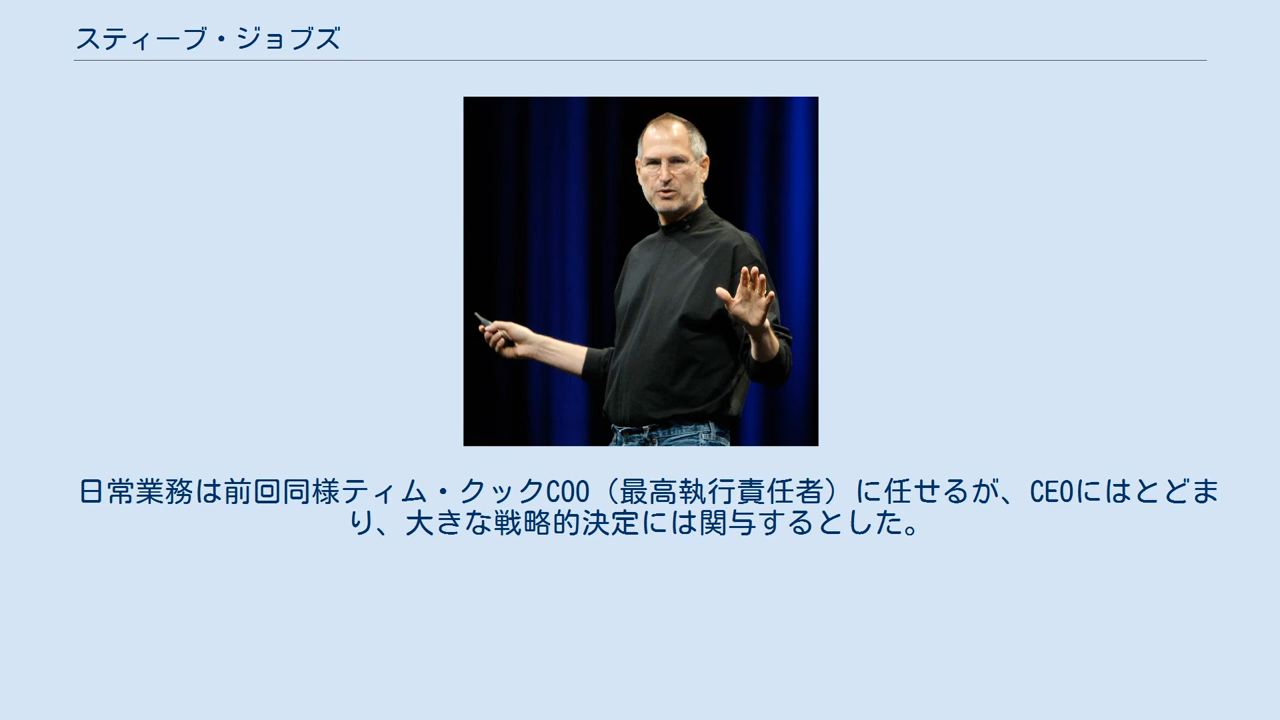 スティーブ・ジョブズ
日常業務は前回同様ティム・クックCOO（最高執行責任者）に任せるが、CEOにはとどま
り、大きな戦略的決定には関与するとした。